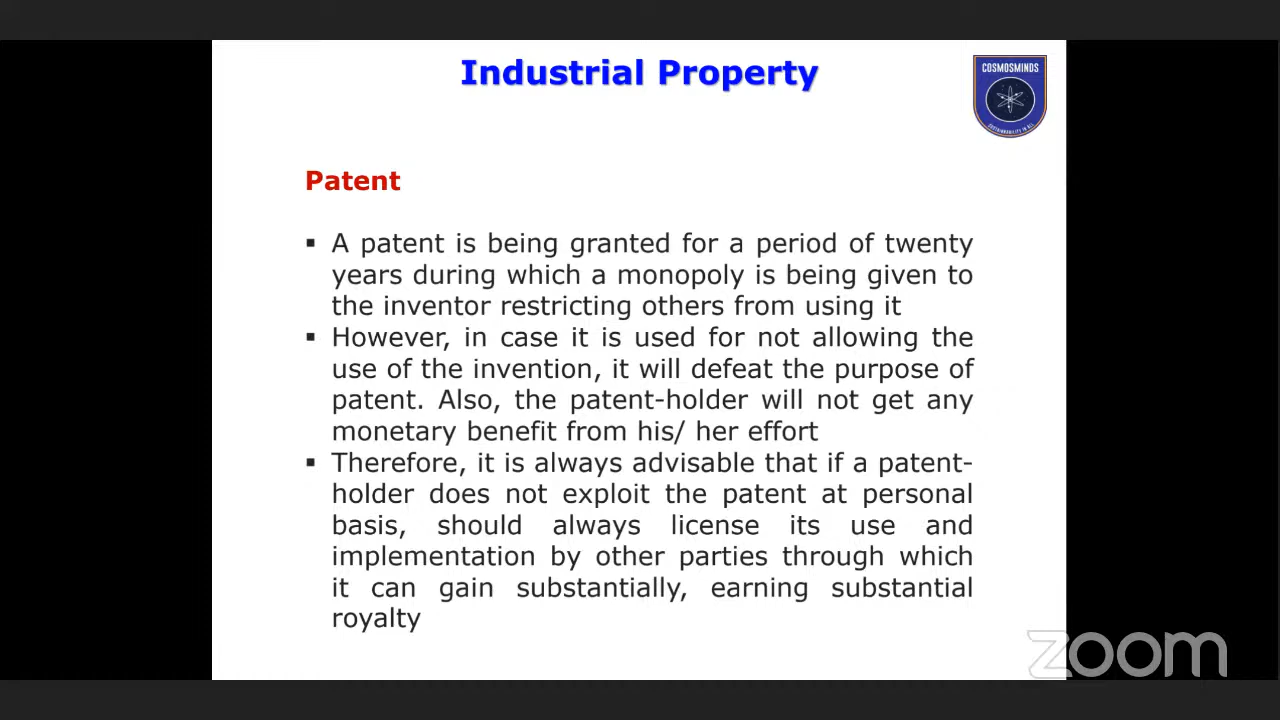 Industrial Property
COSMOSMINDS
SUSTAINABILITY IN ALL
Patent
▪ A patent is being granted for a period of twenty
years during which a monopoly is being given to
the inventor restricting others from using it
▪ However, in case it is used for not allowing the
use of the invention, it will defeat the purpose of
patent. Also, the patent-holder will not get any
monetary benefit from his/ her effort
▪ Therefore, it is always advisable that if a patent-
holder does not exploit the patent at personal
basis, should always license its use and
implementation by other parties through which
it can gain substantially, earning substantial
royalty
zoom